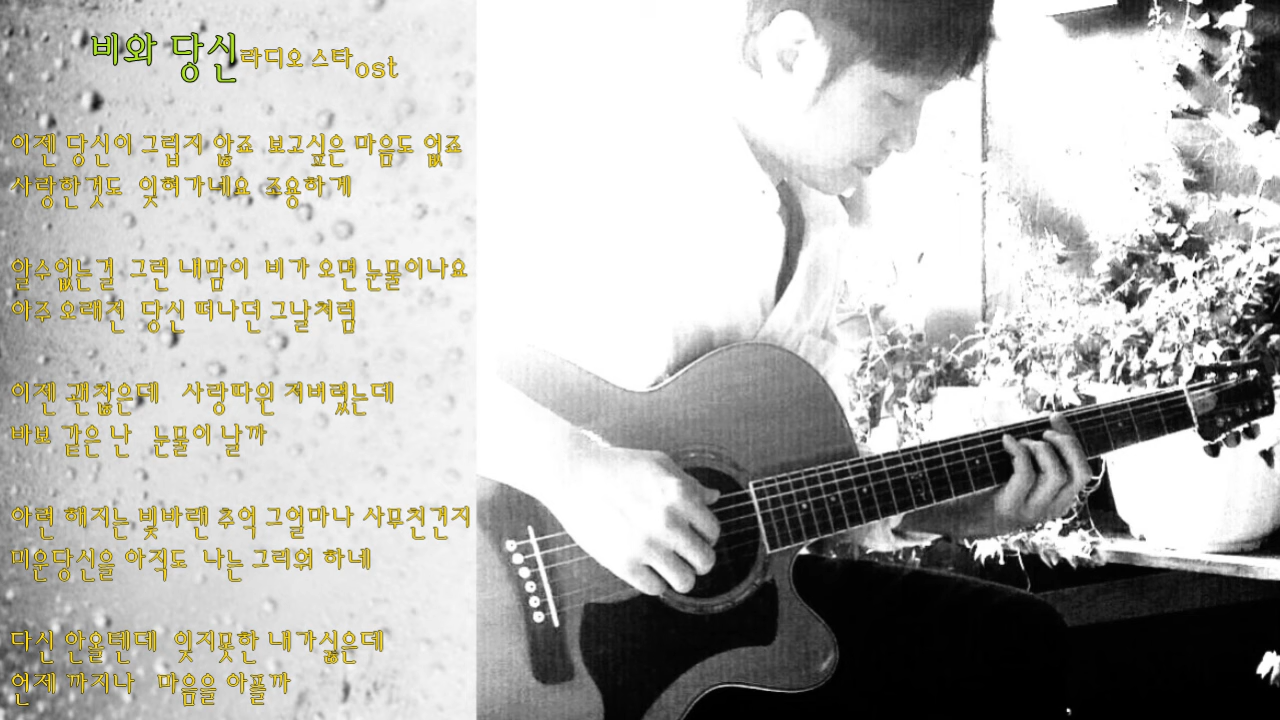 비와 당신 라디오 스타 ost
이젠 당신이 그립지 않죠 보고싶은 마음도 없죠
사랑한것도 잊혀가네요 조용하게
알수없는길 그런 내맘이 비가 오면 눈물이나요
아주 오래전 당신 떠나던 그날처럼
이젠 괜찮은데 사랑따윈 저버렸는데
바보 같은 난 눈물이 날까
아련 해지는 빛바랜 추억 그얼마나 사무친건지
미운당신을 아직도 나는 그리워 하네
다신 안올텐데 잊지못한 내가싫은데
언제 까지나 마음을 아플까